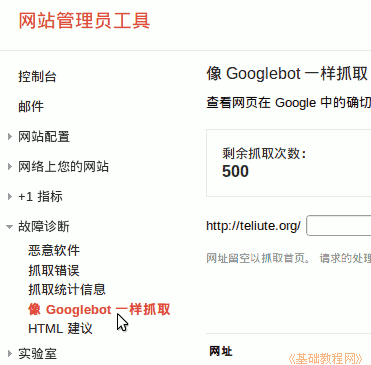 网站管理员工具
控制台
邮件
网站配置
网络上您的网站
+1 指标
故障诊断
恶意软件
抓取错误
抓取统计信息
像 Googlebot 一样抓取
HTML 建议
实验室
像 Googlebot 一样抓取
查看网页在 Google 中的确切
剩余抓取次数：
500
http://teliute.org/
网址留空以抓取首页。 请求的处理
网址
《基础教程网》